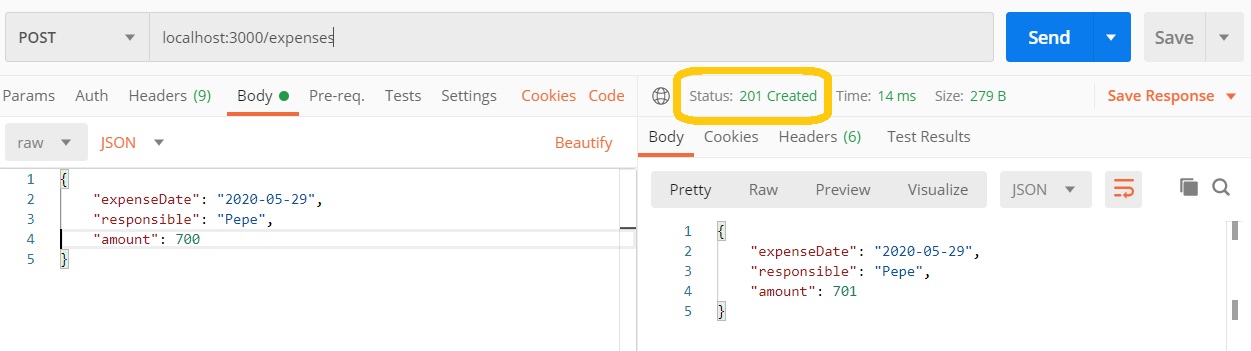 POST localhost:3000/expenses Send Save
Params Auth Headers (9) Body Pre-req. Tests Settings Cookies Code
raw JSON Beautify
1 {
2 "expenseDate": "2020-05-29",
3 "responsible": "Pepe",
4 "amount": 700
5 }
Status: 201 Created Time: 14 ms Size: 279 B Save Response
Body Cookies Headers (6) Test Results
Pretty Raw Preview Visualize JSON
1 {
2 "expenseDate": "2020-05-29",
3 "responsible": "Pepe",
4 "amount": 701
5 }